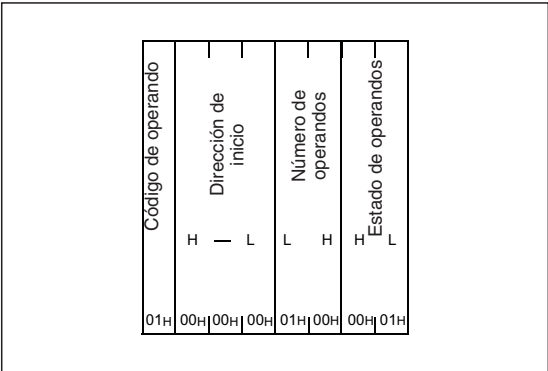 Código de operando
Dirección de
inicio
Número de
operandos
Estado de operandos
H — L L H H L
01H 00H 00H 00H 01H 00H 00H 01H